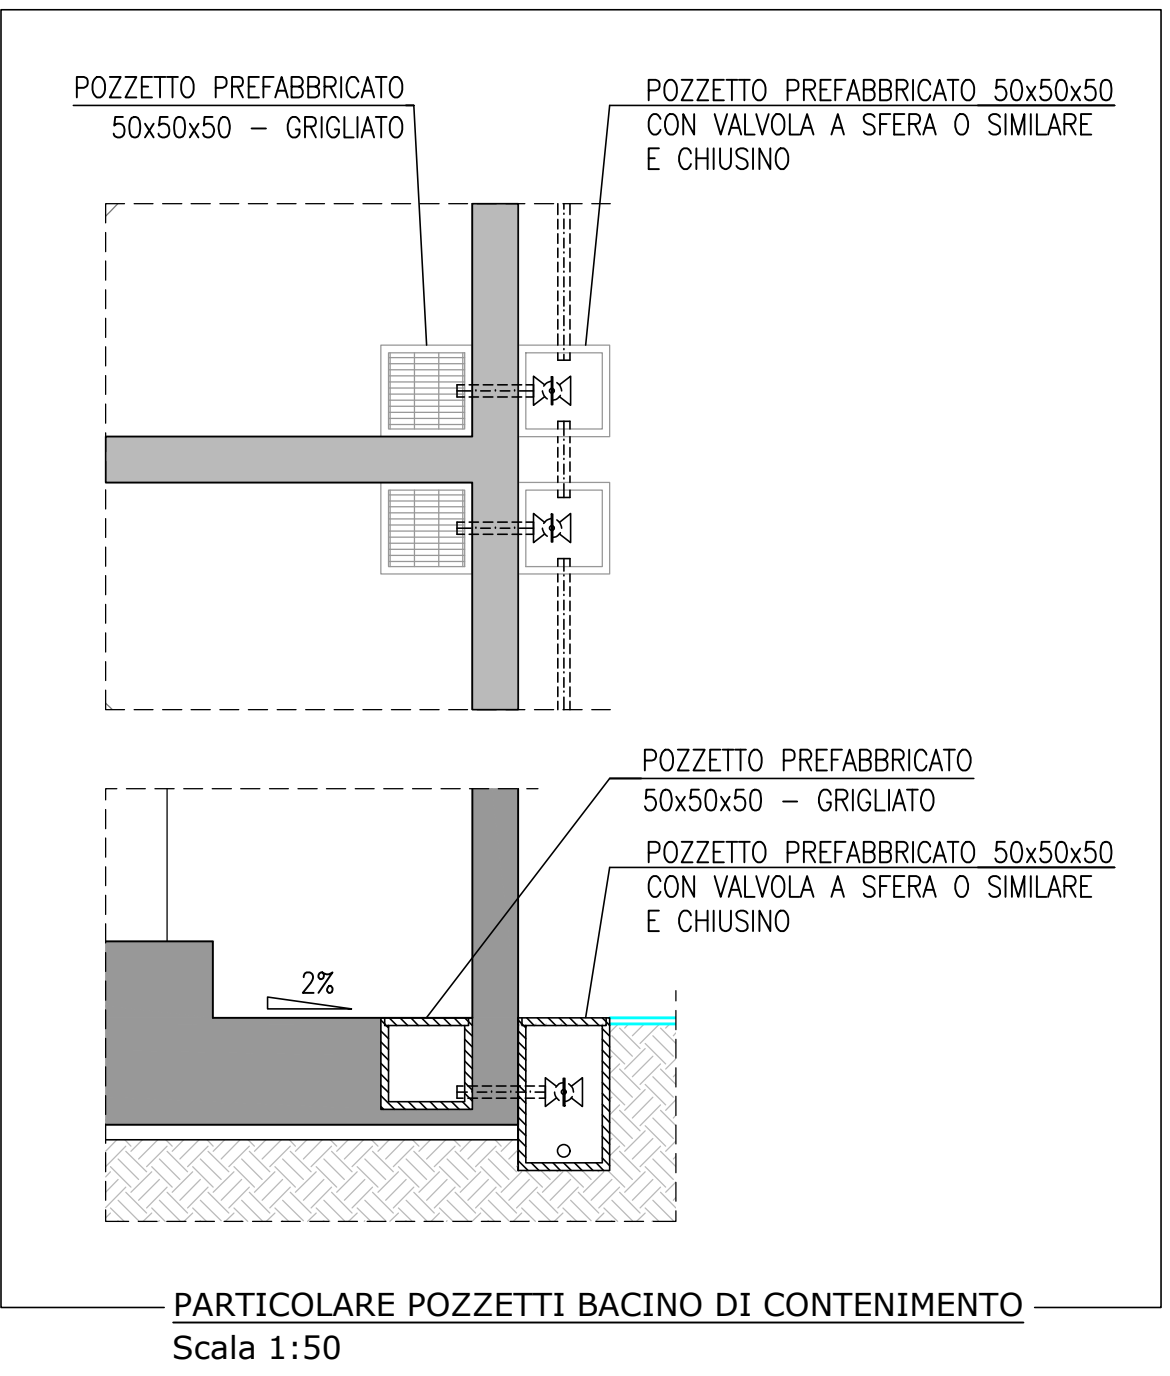 POZZETTO PREFABBRICATO
50x50x50 – GRIGLIATO
POZZETTO PREFABBRICATO 50x50x50
CON VALVOLA A SFERA O SIMILARE
E CHIUSINO
POZZETTO PREFABBRICATO
50x50x50 – GRIGLIATO
POZZETTO PREFABBRICATO 50x50x50
CON VALVOLA A SFERA O SIMILARE
E CHIUSINO
2%
PARTICOLARE POZZETTI BACINO DI CONTENIMENTO
Scala 1:50